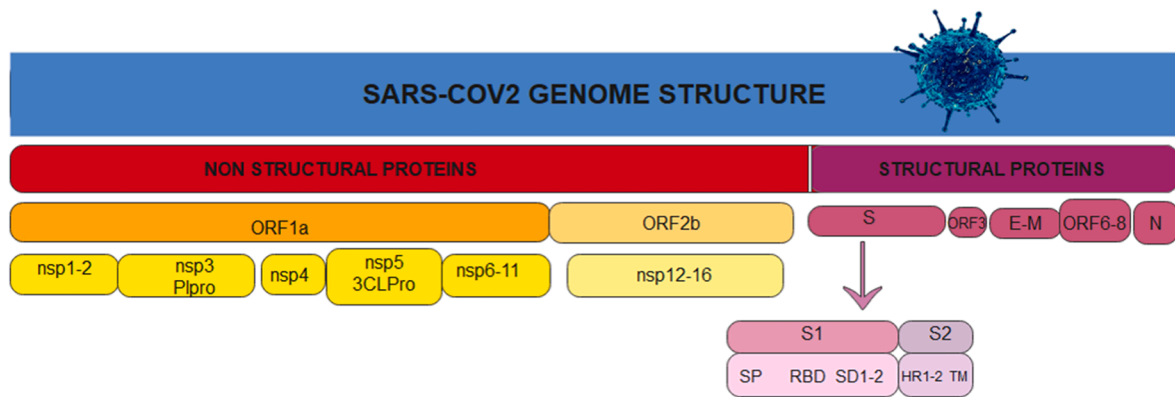 SARS-COV2 GENOME STRUCTURE
NON STRUCTURAL PROTEINS
STRUCTURAL PROTEINS
ORF1a
ORF2b
S
ORF3
E-M
ORF6-8
N
nsp1-2
nsp3
Plpro
nsp4
nsp5
3CLPro
nsp6-11
nsp12-16
S1
S2
SP RBD SD1-2
HR1-2 TM